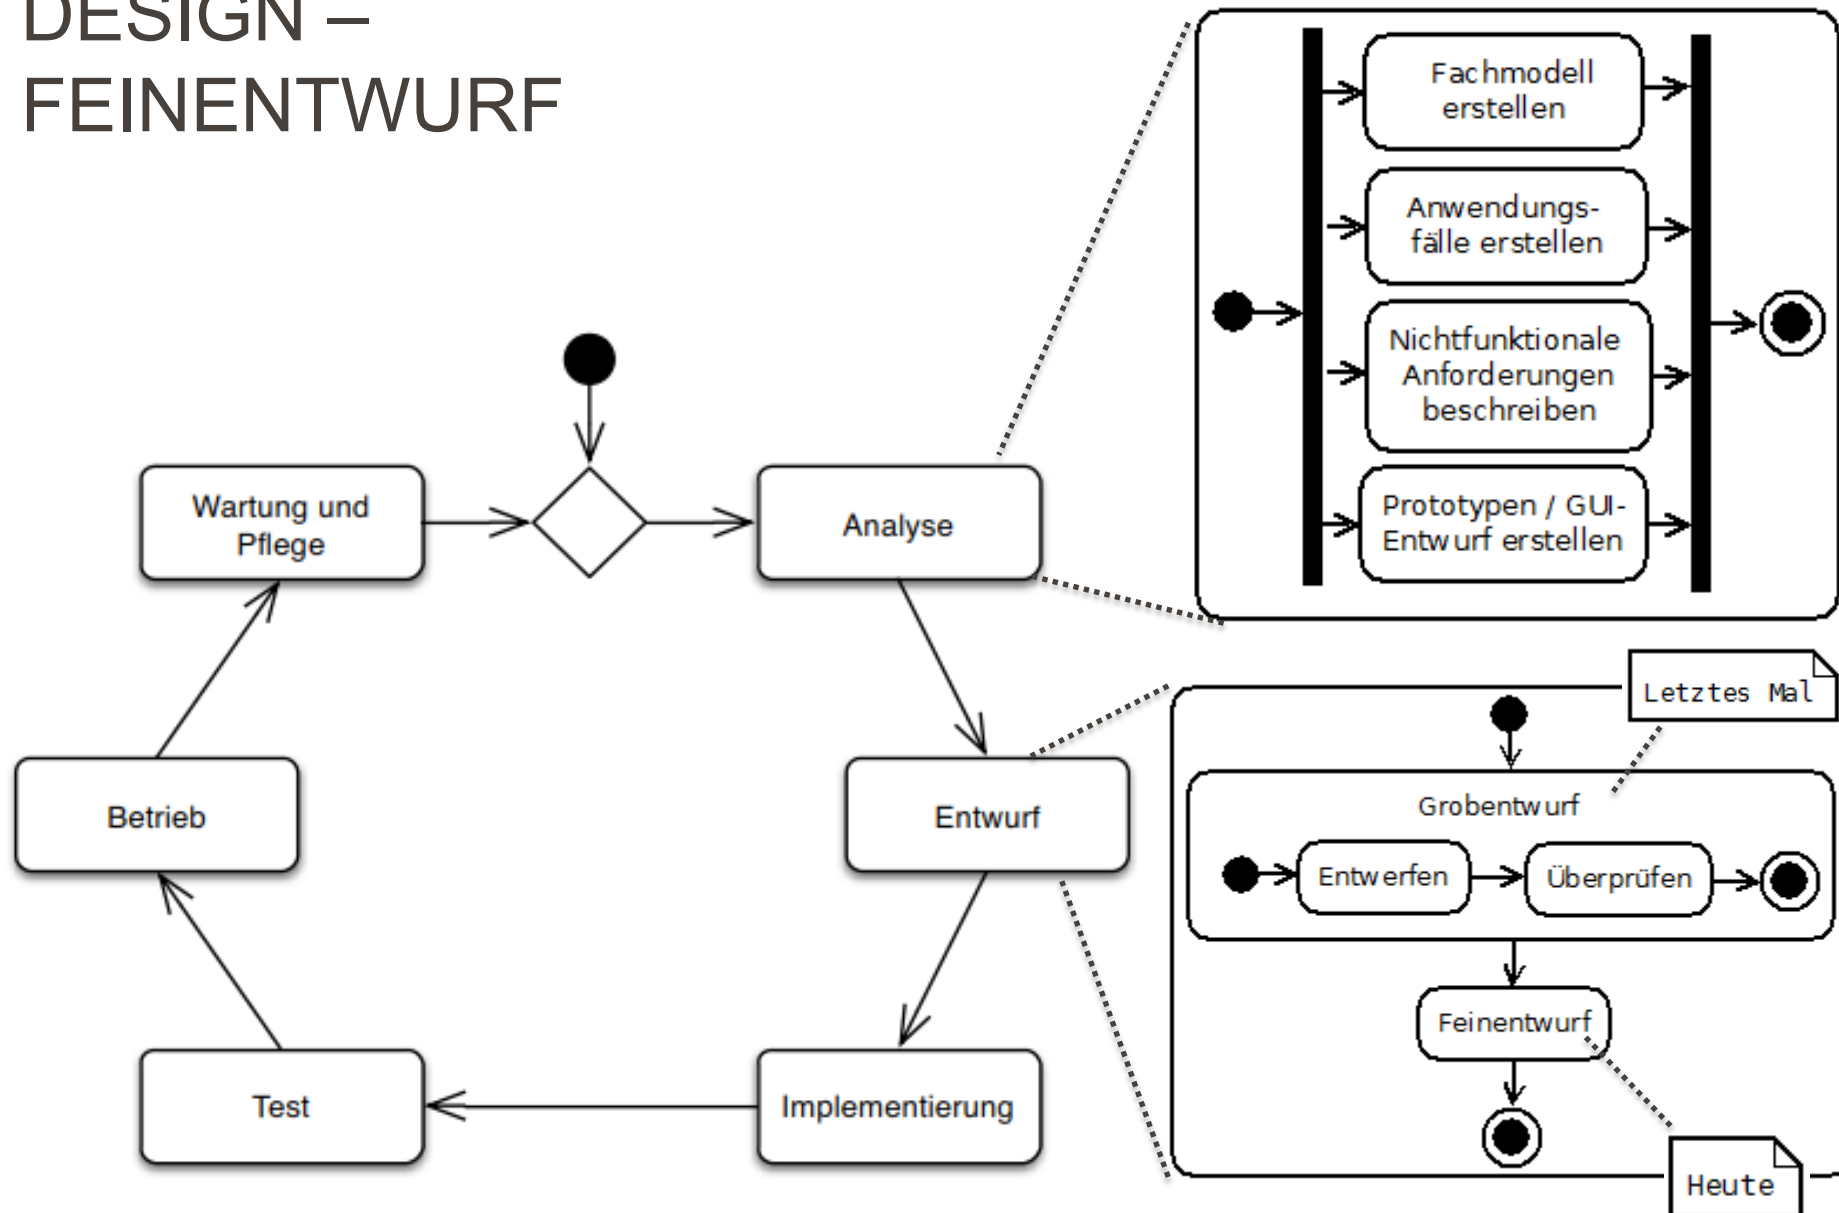 DESIGN –
FEINENTWURF
Fachmodell
erstellen
Anwendungs-
fälle erstellen
Nichtfunktionale
Anforderungen
beschreiben
Prototypen / GUI-
Entwurf erstellen
Wartung und
Pflege
Analyse
Letztes Mal
Grobentwurf
Betrieb
Entwurf
Entwerfen
Überprüfen
Feinentwurf
Test
Implementierung
Heute